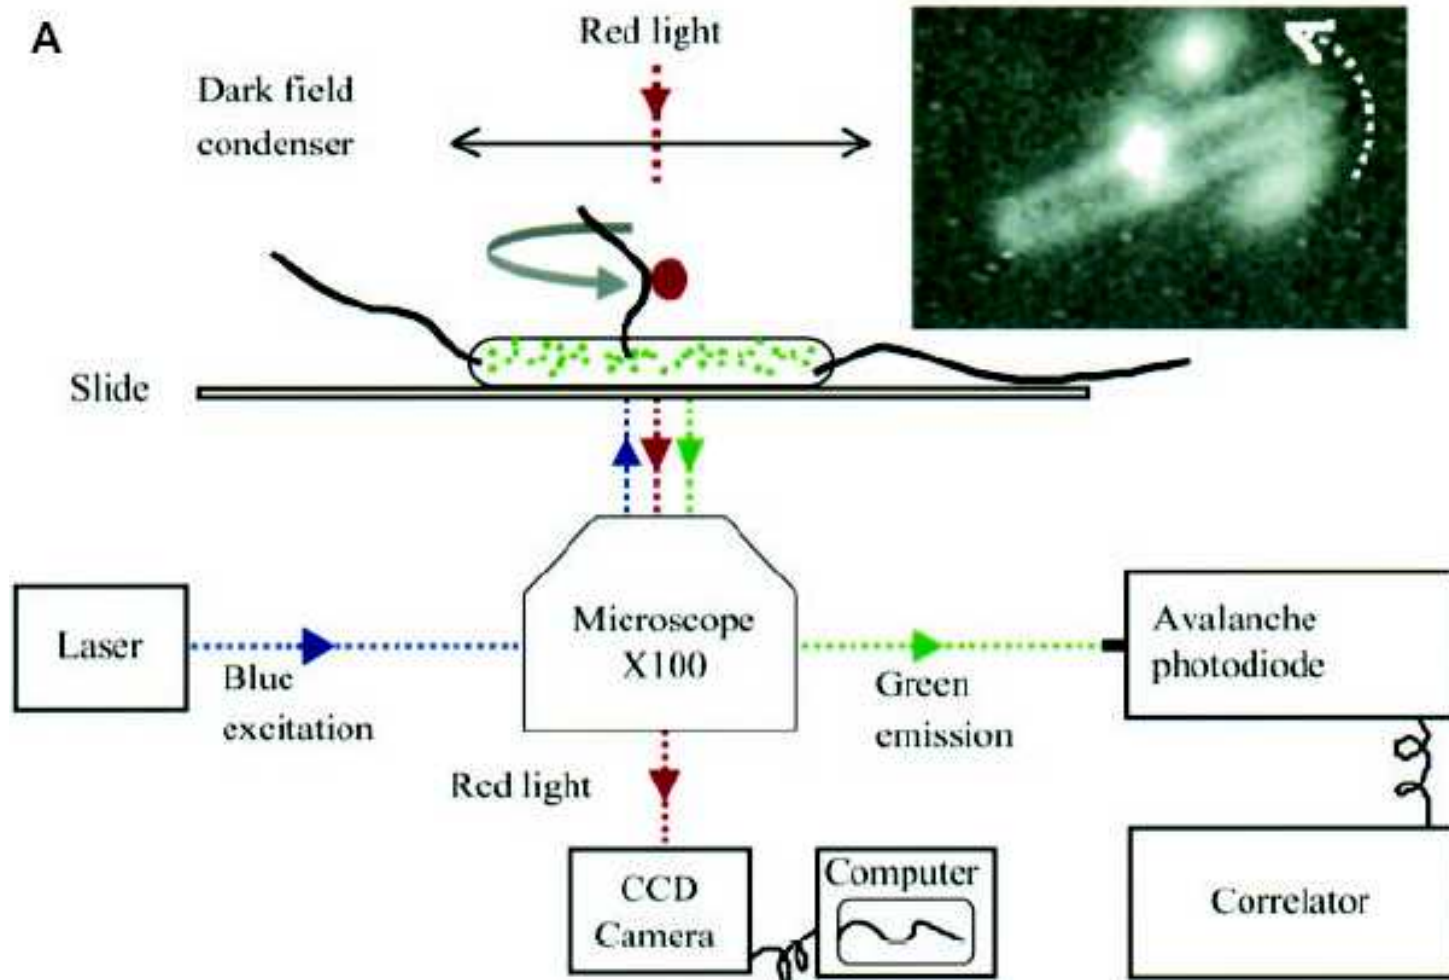 A
Red light
Dark field
condenser
Slide
Laser
Blue
excitation
Microscope
X100
Green
emission
Avalanche
photodiode
Red light
CCD
Camera
Computer
Correlator